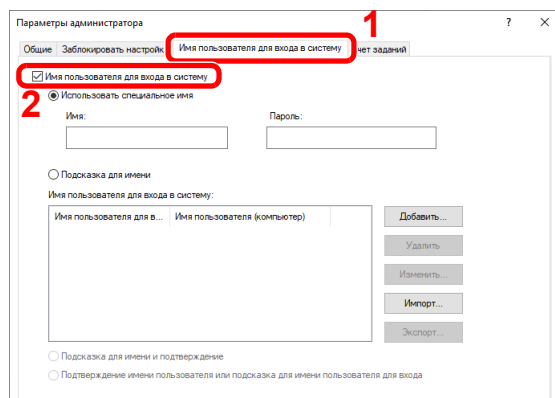 Параметры администратора ? ×
1
Общие Заблокировать настройк Имя пользователя для входа в систему чет заданий
Имя пользователя для входа в систему
2
Использовать специальное имя
Имя: Пароль:
Подсказка для имени
Имя пользователя для входа в систему:
Имя пользователя для в... Имя пользователя (компьютер)
Добавить...
Удалить
Изменить...
Импорт...
Экспорт...
Подсказка для имени и подтверждение
Подтверждение имени пользователя или подсказка для имени пользователя для входа